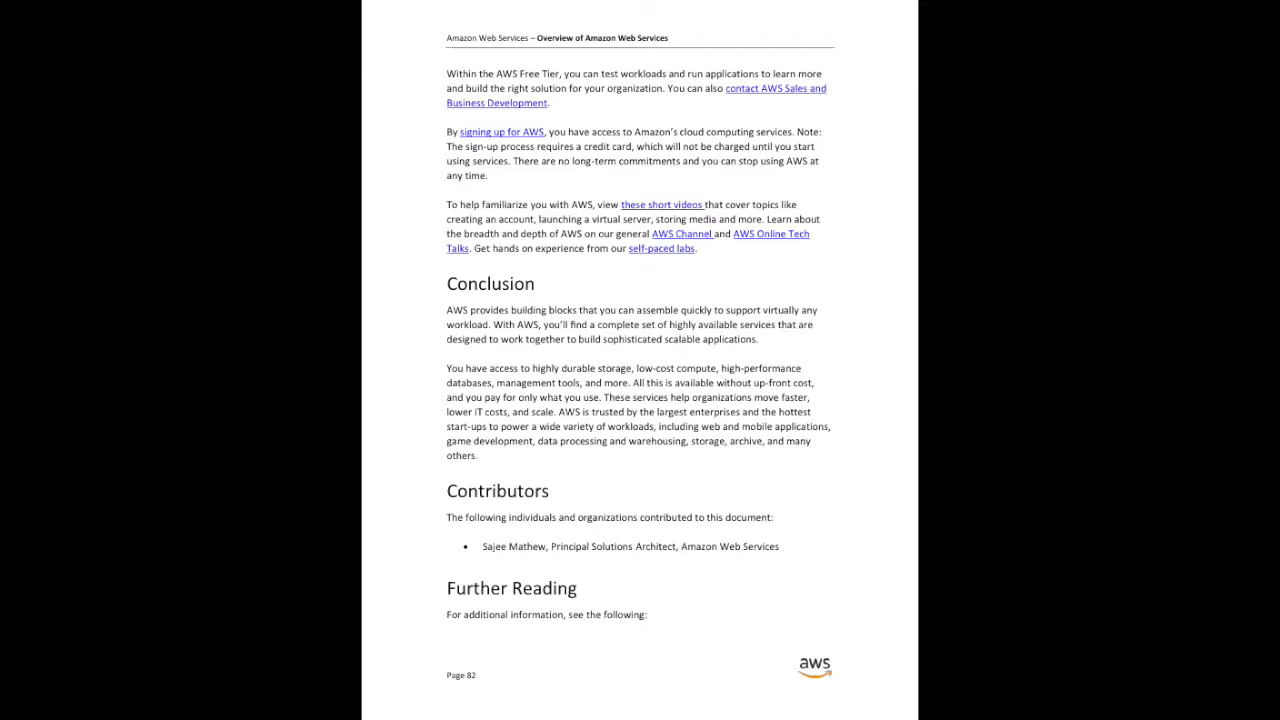 Amazon Web Services – Overview of Amazon Web Services
Within the AWS Free Tier, you can test workloads and run applications to learn more
and build the right solution for your organization. You can also contact AWS Sales and
Business Development.
By signing up for AWS, you have access to Amazon's cloud computing services. Note:
The sign-up process requires a credit card, which will not be charged until you start
using services. There are no long-term commitments and you can stop using AWS at
any time.
To help familiarize you with AWS, view these short videos that cover topics like
creating an account, launching a virtual server, storing media and more. Learn about
the breadth and depth of AWS on our general AWS Channel and AWS Online Tech
Talks. Get hands on experience from our self-paced labs.
Conclusion
AWS provides building blocks that you can assemble quickly to support virtually any
workload. With AWS, you'll find a complete set of highly available services that are
designed to work together to build sophisticated scalable applications.
You have access to highly durable storage, low-cost compute, high-performance
databases, management tools, and more. All this is available without up-front cost,
and you pay for only what you use. These services help organizations move faster,
lower IT costs, and scale. AWS is trusted by the largest enterprises and the hottest
start-ups to power a wide variety of workloads, including web and mobile applications,
game development, data processing and warehousing, storage, archive, and many
others.
Contributors
The following individuals and organizations contributed to this document:
• Sajee Mathew, Principal Solutions Architect, Amazon Web Services
Further Reading
For additional information, see the following:
aws
Page 82